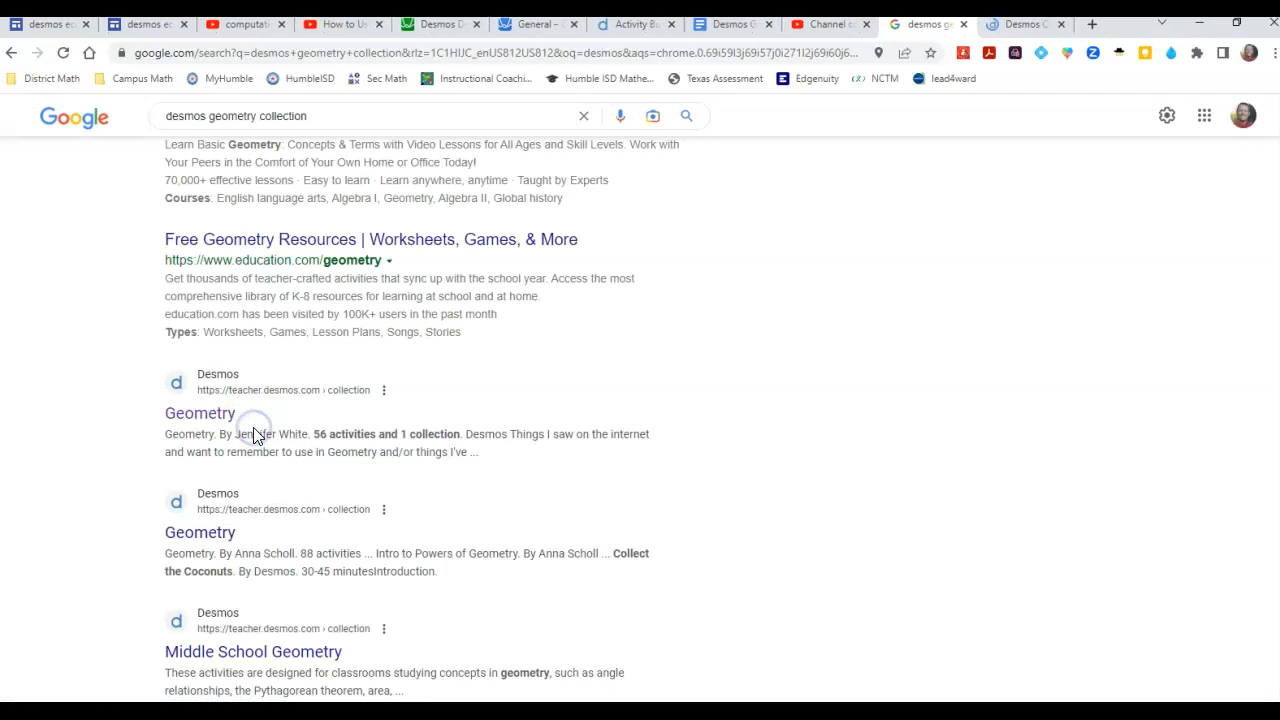 desmos ec
desmos ec
computati
How to Us
Desmos D
General –
Activity Bu
Desmos G
Channel co
desmos ge
Desmos C
google.com/search?q=desmos+geometry+collection&rlz=1C1HIJC_enUS812US812&oq=desmos&aqs=chrome.0.69i59l3j69i57j0i271l2j69i60j6...
District Math
Campus Math
MyHumble
HumbleISD
Sec Math
Instructional Coachi...
Humble ISD Mathe...
Texas Assessment
Edgenuity
NCTM
lead4ward
Google
desmos geometry collection
Learn Basic Geometry: Concepts & Terms with Video Lessons for All Ages and Skill Levels. Work with
Your Peers in the Comfort of Your Own Home or Office Today!
70,000+ effective lessons · Easy to learn · Learn anywhere, anytime · Taught by Experts
Courses: English language arts, Algebra I, Geometry, Algebra II, Global history
Free Geometry Resources | Worksheets, Games, & More
https://www.education.com/geometry
Get thousands of teacher-crafted activities that sync up with the school year. Access the most
comprehensive library of K-8 resources for learning at school and at home.
education.com has been visited by 100K+ users in the past month
Types: Worksheets, Games, Lesson Plans, Songs, Stories
Desmos
https://teacher.desmos.com › collection
Geometry
Geometry. By Jennifer White. 56 activities and 1 collection. Desmos Things I saw on the internet
and want to remember to use in Geometry and/or things I've ...
Desmos
https://teacher.desmos.com › collection
Geometry
Geometry. By Anna Scholl. 88 activities ... Intro to Powers of Geometry. By Anna Scholl ... Collect
the Coconuts. By Desmos. 30-45 minutesIntroduction.
Desmos
https://teacher.desmos.com › collection
Middle School Geometry
These activities are designed for classrooms studying concepts in geometry, such as angle
relationships, the Pythagorean theorem, area, ...